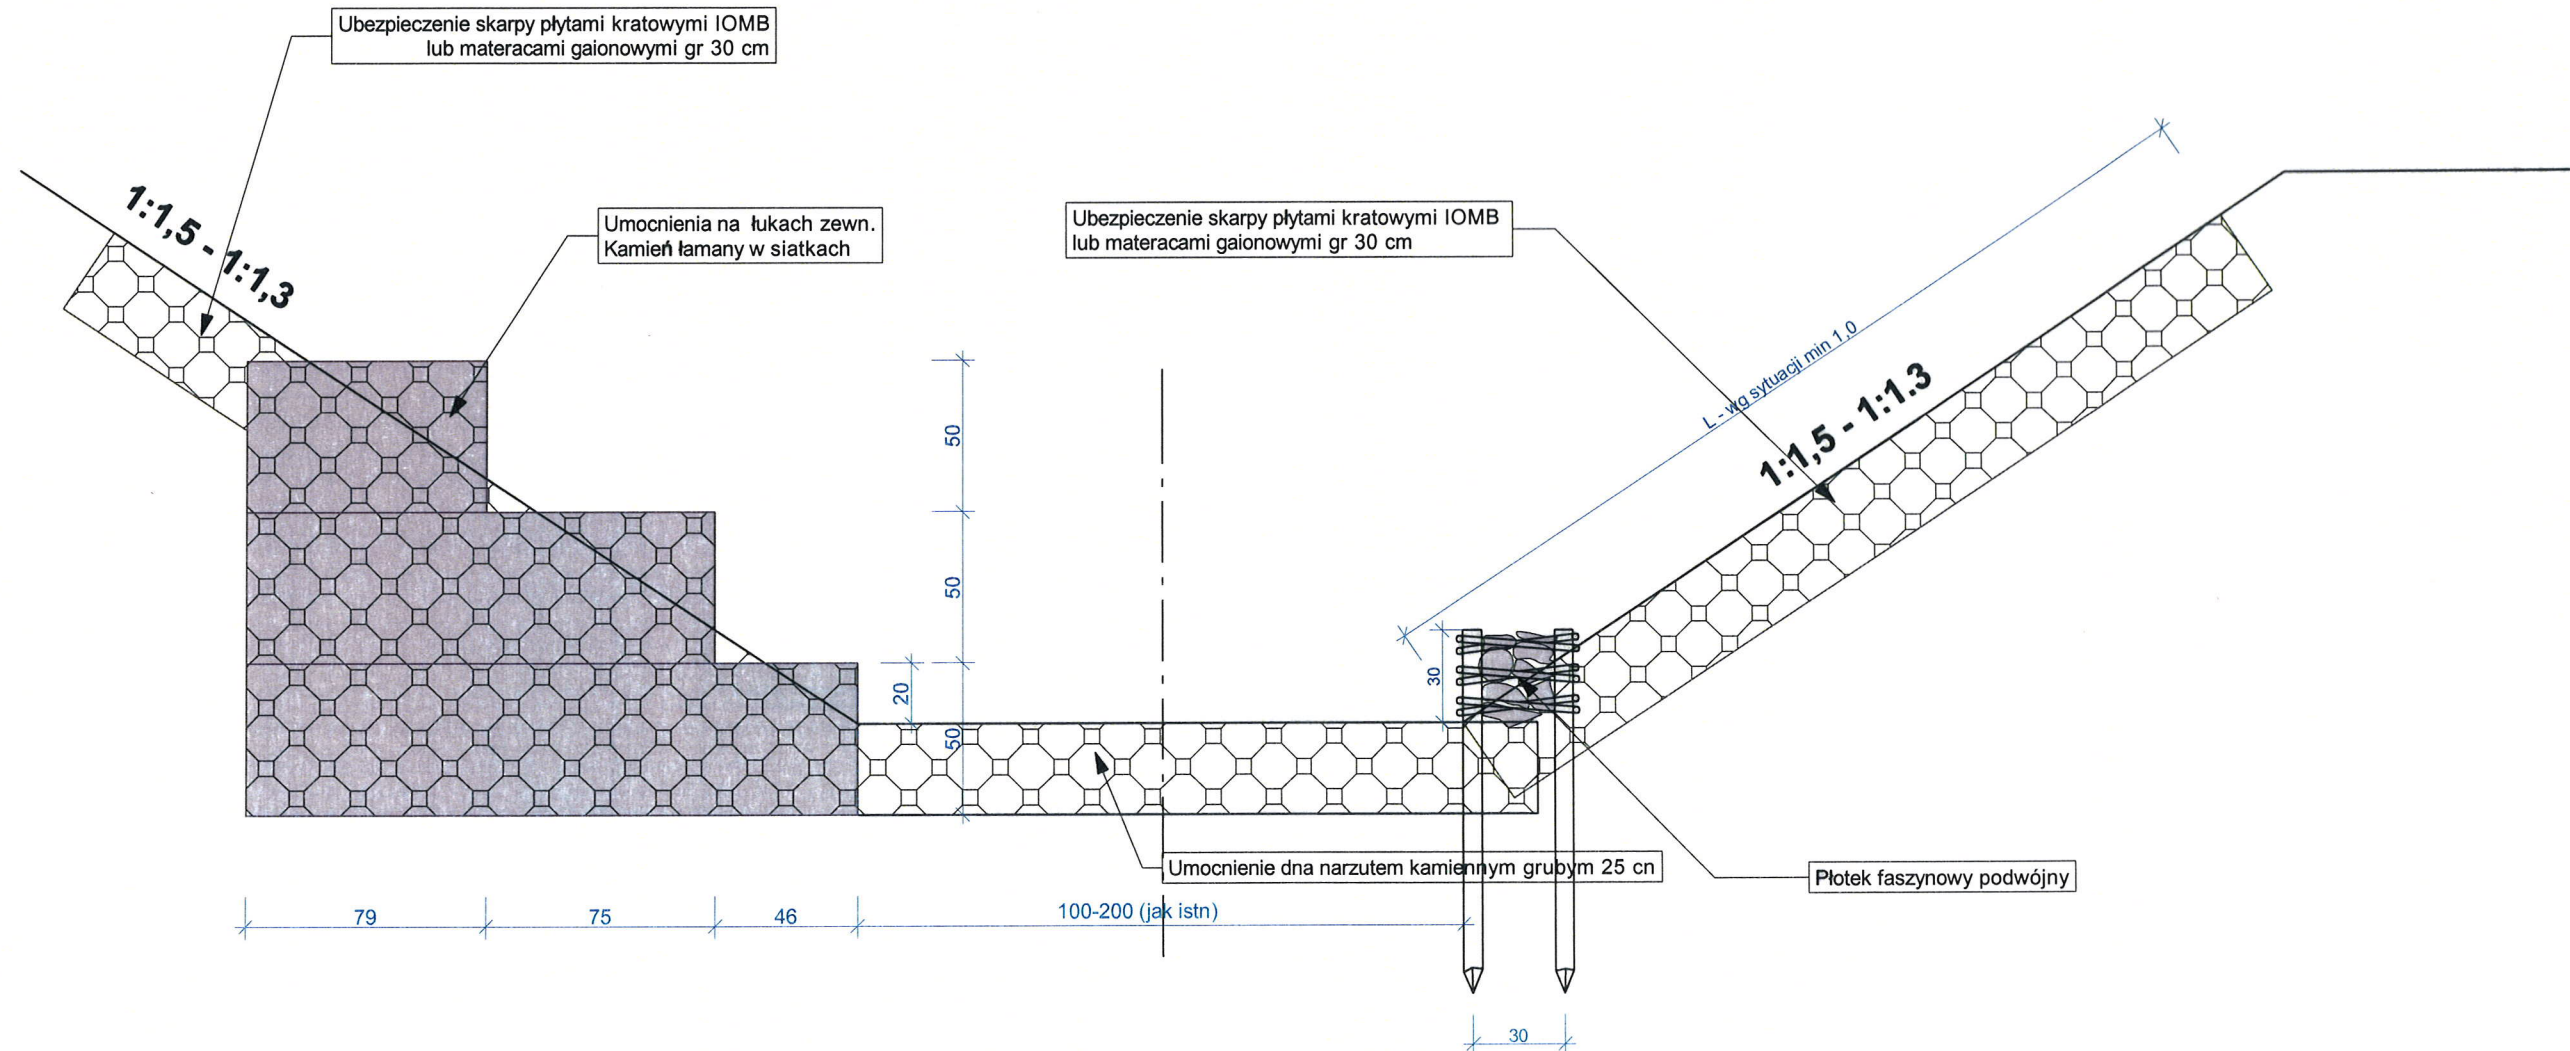 Ubezpieczenie skarpy płytami kratowymi IOMB
lub materacami gaionowymi gr 30 cm
1:1,5 - 1:1,3
Umocnienia na łukach zewn.
Kamień łamany w siatkach
Ubezpieczenie skarpy płytami kratowymi IOMB
lub materacami gaionowymi gr 30 cm
L - wg sytuacji min 1,0
1:1,5 - 1:1.3
50
50
20
50
30
Umocnienie dna narzutem kamiennym grubym 25 cn
Płotek faszynowy podwójny
79
75
46
100-200 (jak istn)
30